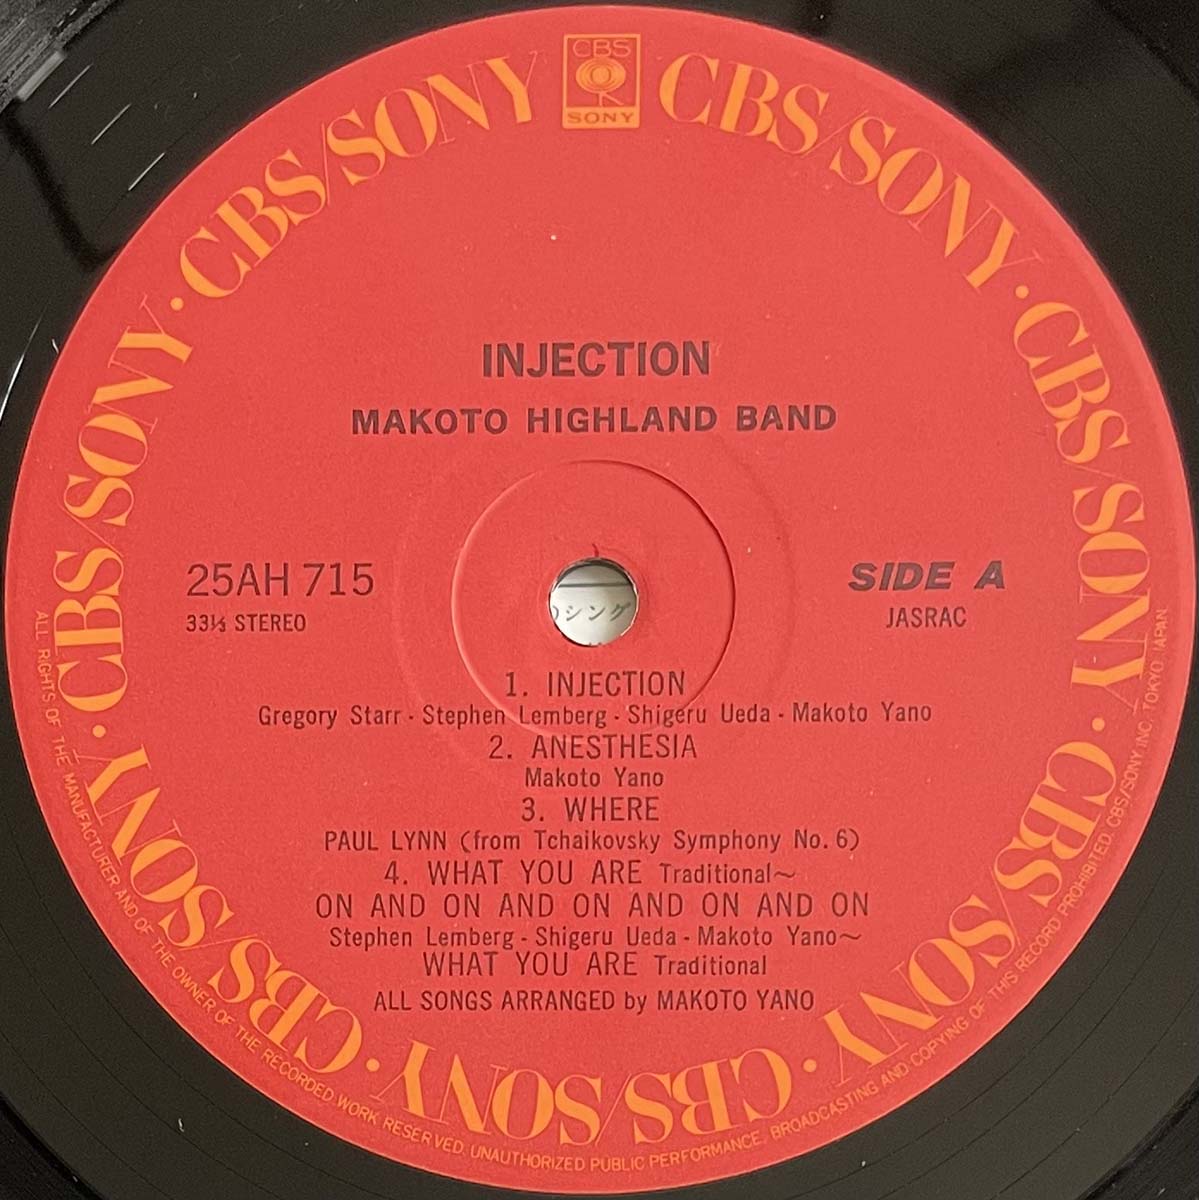 CBS/SONY · CBS/SONY · CBS/SONY · CBS/SONY · CBS/SONY · CBS/SONY · CBS/SONY · CBS/SONY
CBS
SONY
INJECTION
MAKOTO HIGHLAND BAND
25AH 715
33⅓ STEREO
SIDE A
JASRAC
シング
1. INJECTION
Gregory Starr - Stephen Lemberg - Shigeru Ueda - Makoto Yano
2. ANESTHESIA
Makoto Yano
3. WHERE
PAUL LYNN (from Tchaikovsky Symphony No. 6)
4. WHAT YOU ARE Traditional~
ON AND ON AND ON AND ON AND ON
Stephen Lemberg - Shigeru Ueda - Makoto Yano~
WHAT YOU ARE Traditional
ALL SONGS ARRANGED by MAKOTO YANO
ALL RIGHTS OF THE MANUFACTURER AND OF THE OWNER OF THE RECORDED WORK RESERVED. UNAUTHORIZED PUBLIC PERFORMANCE, BROADCASTING AND COPYING OF THIS RECORD PROHIBITED. CBS/SONY INC. TOKYO JAPAN